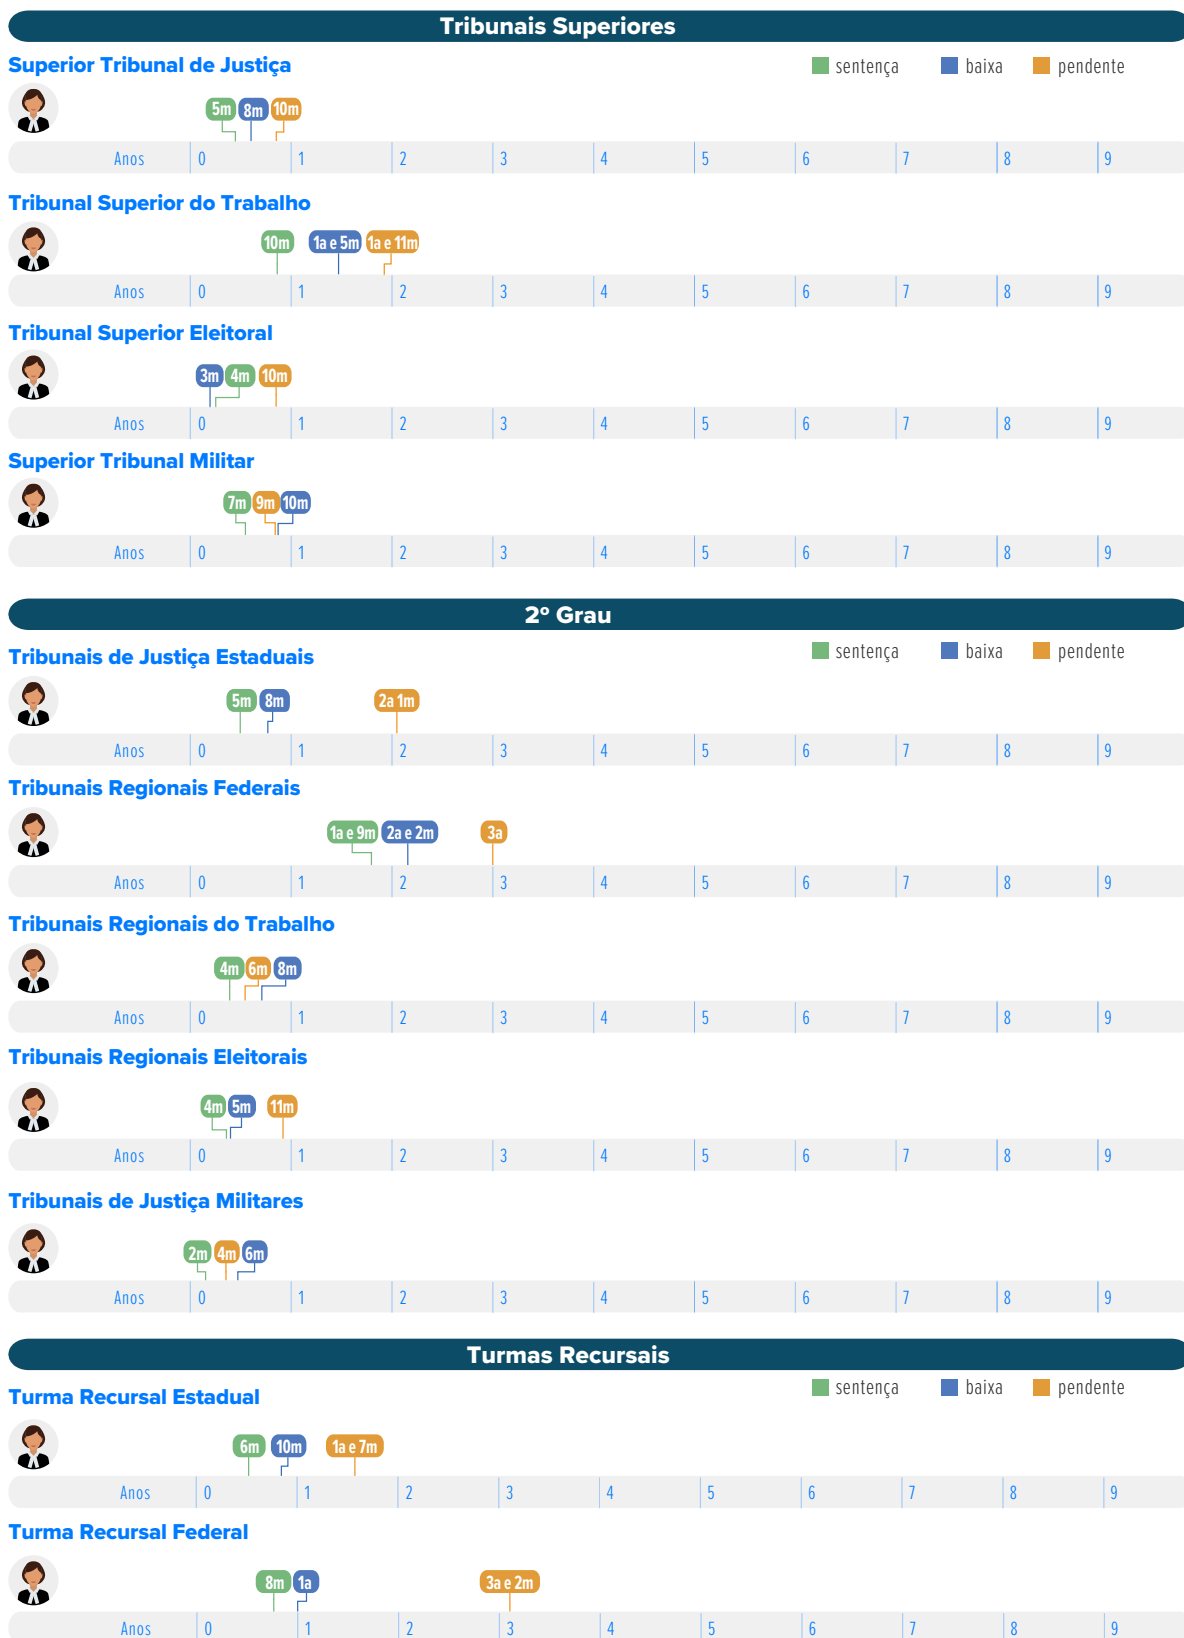 Tribunais Superiores
Superior Tribunal de Justiça
sentença baixa pendente
5m 8m 10m
Anos 0 1 2 3 4 5 6 7 8 9
Tribunal Superior do Trabalho
10m 1a e 5m 1a e 11m
Anos 0 1 2 3 4 5 6 7 8 9
Tribunal Superior Eleitoral
3m 4m 10m
Anos 0 1 2 3 4 5 6 7 8 9
Superior Tribunal Militar
7m 9m 10m
Anos 0 1 2 3 4 5 6 7 8 9
2º Grau
sentença baixa pendente
Tribunais de Justiça Estaduais
5m 8m 2a 1m
Anos 0 1 2 3 4 5 6 7 8 9
Tribunais Regionais Federais
1a e 9m 2a e 2m 3a
Anos 0 1 2 3 4 5 6 7 8 9
Tribunais Regionais do Trabalho
4m 6m 8m
Anos 0 1 2 3 4 5 6 7 8 9
Tribunais Regionais Eleitorais
4m 5m 11m
Anos 0 1 2 3 4 5 6 7 8 9
Tribunais de Justiça Militares
2m 4m 6m
Anos 0 1 2 3 4 5 6 7 8 9
Turmas Recursais
sentença baixa pendente
Turma Recursal Estadual
6m 10m 1a e 7m
Anos 0 1 2 3 4 5 6 7 8 9
Turma Recursal Federal
8m 1a 3a e 2m
Anos 0 1 2 3 4 5 6 7 8 9